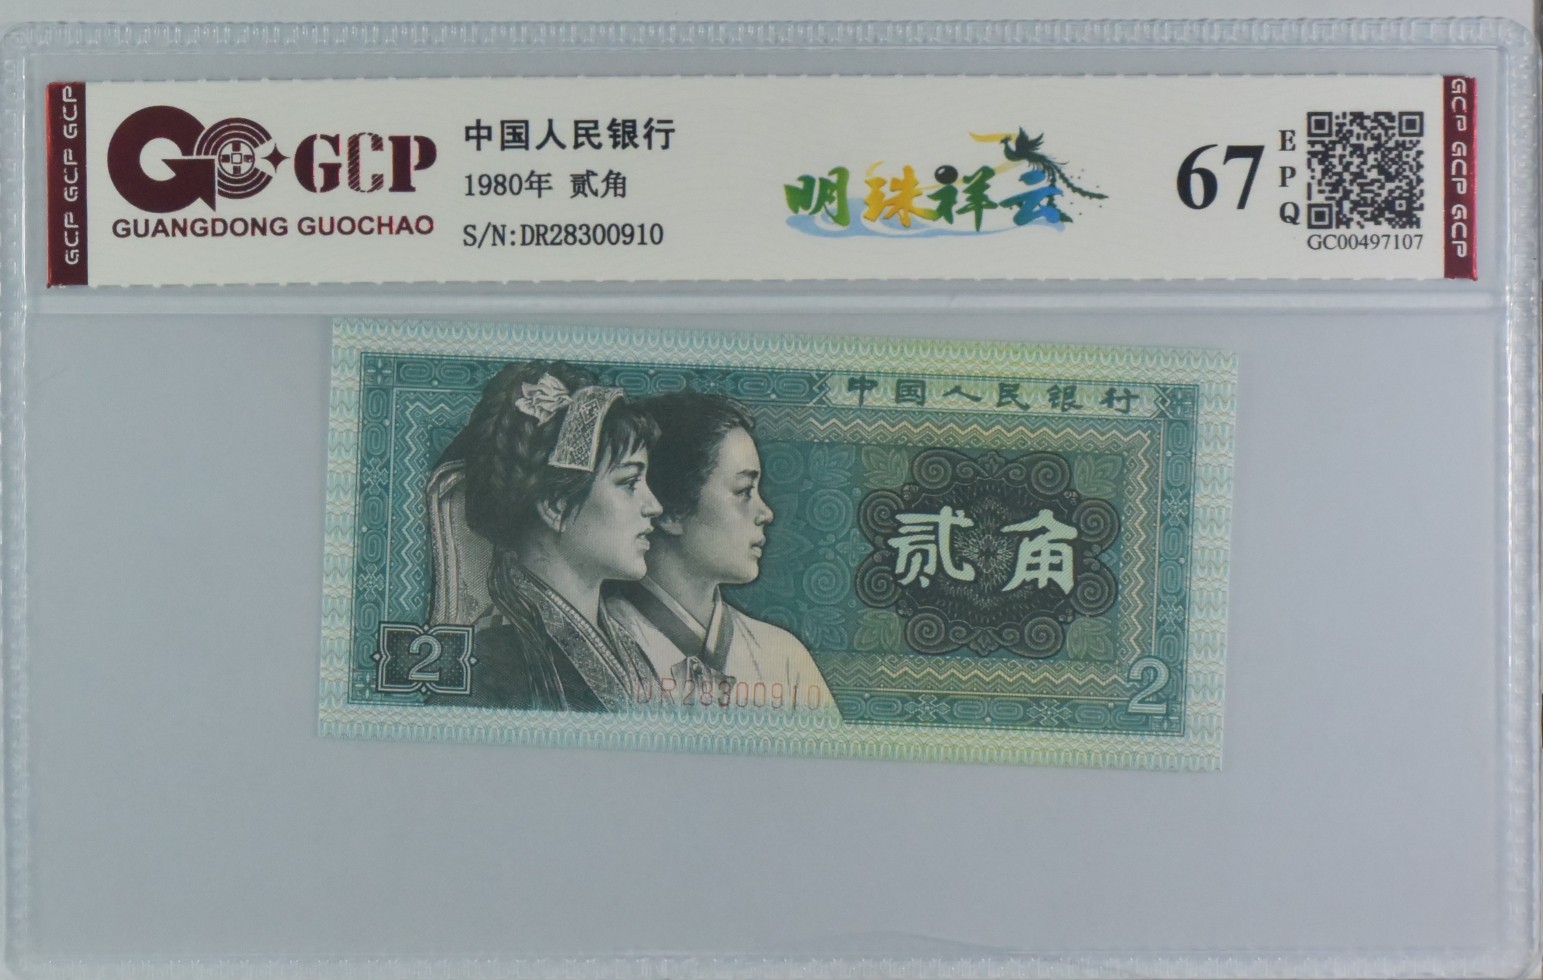 GCP GCP GCP
GCP
GUANGDONG GUOCHAO
中国人民银行
1980年 贰角
S/N:DR28300910
明珠祥云
67
EPQ
GC00497107
GCP GCP GCP
中国人民银行
贰角
2
2
DR28300910